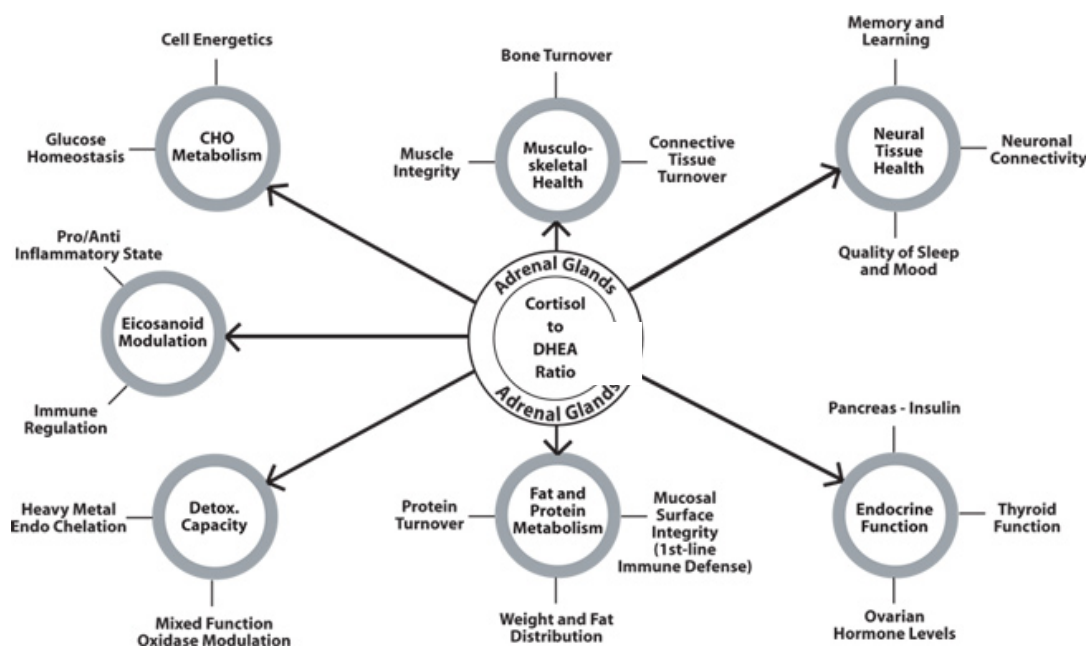 Cell Energetics
Glucose
Homeostasis
CHO
Metabolism
Bone Turnover
Muscle
Integrity
Musculo-
skeletal
Health
Connective
Tissue
Turnover
Memory and
Learning
Neural
Tissue
Health
Neuronal
Connectivity
Quality of Sleep
and Mood
Pro/Anti
Inflammatory State
Eicosanoid
Modulation
Immune
Regulation
Adrenal Glands
Cortisol
to
DHEA
Ratio
Adrenal Glands
Heavy Metal
Endo Chelation
Detox.
Capacity
Mixed Function
Oxidase Modulation
Protein
Turnover
Fat and
Protein
Metabolism
Mucosal
Surface
Integrity
(1st-line
Immune Defense)
Weight and Fat
Distribution
Pancreas - Insulin
Endocrine
Function
Thyroid
Function
Ovarian
Hormone Levels